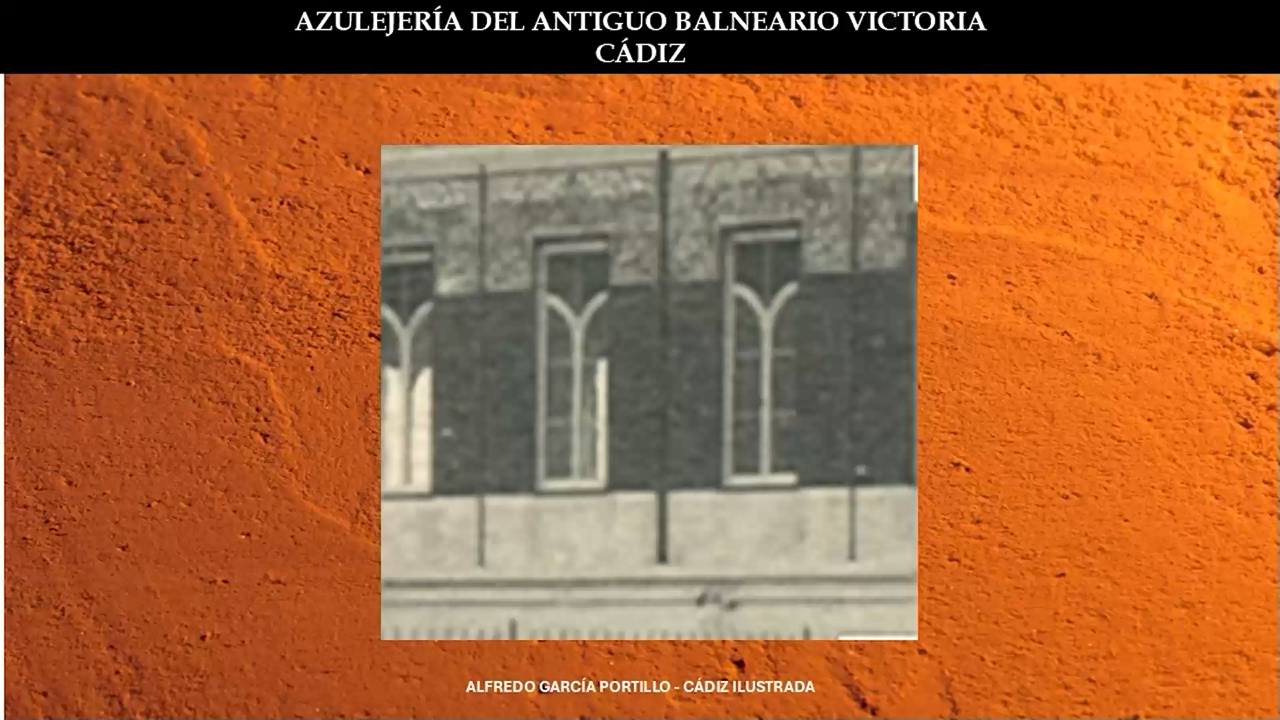 AZULEJERÍA DEL ANTIGUO BALNEARIO VICTORIA
CÁDIZ
ALFREDO GARCÍA PORTILLO - CÁDIZ ILUSTRADA